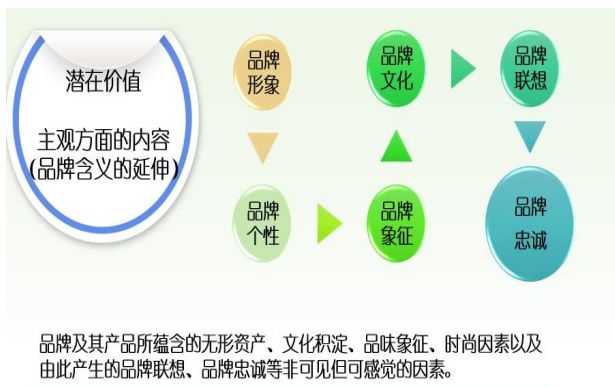 潜在价值
主观方面的内容
(品牌含义的延伸)
品牌
形象
品牌
个性
品牌
象征
品牌
文化
品牌
联想
品牌
忠诚
品牌及其产品所蕴含的无形资产、文化积淀、品味象征、时尚因素以及
由此产生的品牌联想、品牌忠诚等非可见但可感觉的因素。